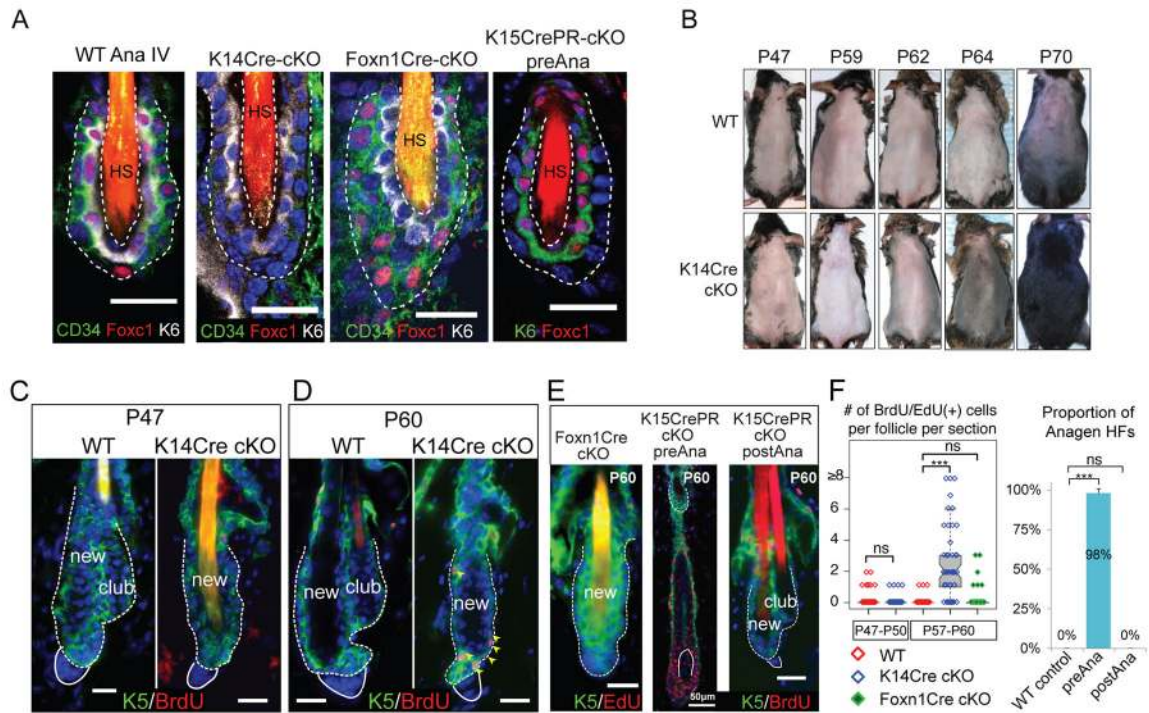 A
WT Ana IV
K14Cre-cKO
Foxn1Cre-cKO
K15CrePR-cKO
preAna
HS
HS
HS
HS
CD34 Foxc1 K6
CD34 Foxc1 K6
CD34 Foxc1 K6
K6 Foxc1
B
P47
P59
P62
P64
P70
WT
K14Cre
cKO
C
P47
WT
K14Cre cKO
new
club
new
K5/BrdU
D
P60
WT
K14Cre cKO
new
club
new
K5/BrdU
E
Foxn1Cre
cKO
K15CrePR
cKO
preAna
K15CrePR
cKO
postAna
P60
P60
P60
new
club
new
K5/EdU
50µm
K5/BrdU
F
# of BrdU/EdU(+) cells
per follicle per section
ns
***
ns
≥8
6
4
2
0
P47-P50
P57-P60
WT
K14Cre cKO
Foxn1Cre cKO
Proportion of
Anagen HFs
ns
***
100%
75%
50%
25%
0%
0%
98%
0%
WT control
preAna
postAna